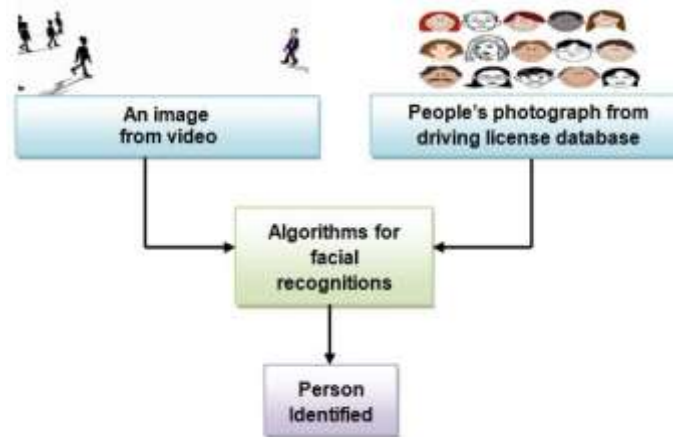 An image
from video
People's photograph from
driving license database
Algorithms for
facial
recognitions
Person
Identified